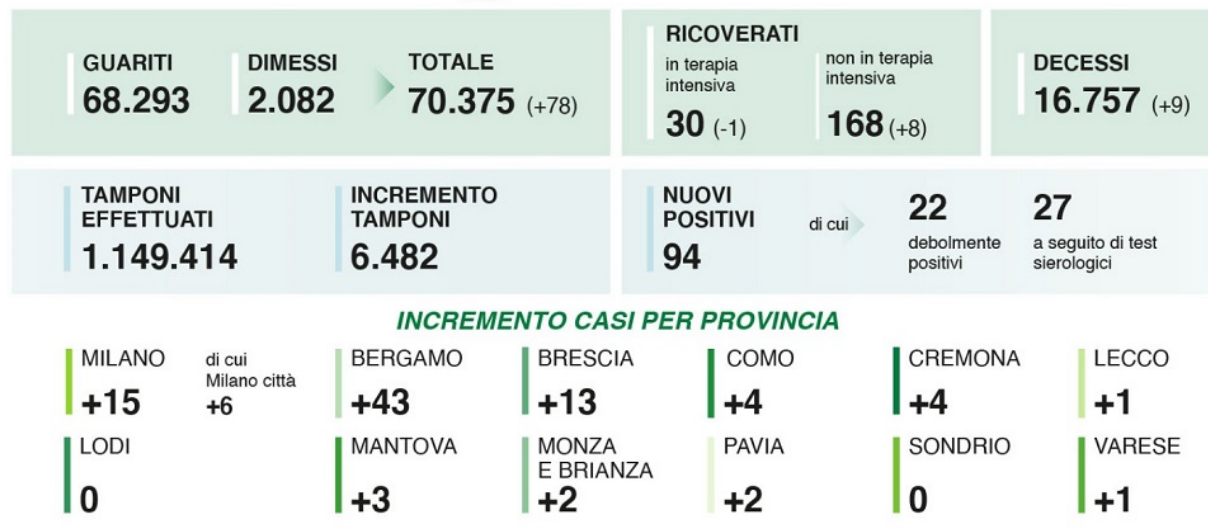 GUARITI
68.293
DIMESSI
2.082
TOTALE
70.375 (+78)
RICOVERATI
in terapia
intensiva
30 (-1)
non in terapia
intensiva
168 (+8)
DECESSI
16.757 (+9)
TAMPONI
EFFETTUATI
1.149.414
INCREMENTO
TAMPONI
6.482
NUOVI
POSITIVI
94
di cui
22
debolmente
positivi
27
a seguito di test
sierologici
INCREMENTO CASI PER PROVINCIA
MILANO
+15
di cui
Milano città
+6
BERGAMO
+43
BRESCIA
+13
COMO
+4
CREMONA
+4
LECCO
+1
LODI
0
MANTOVA
+3
MONZA
E BRIANZA
+2
PAVIA
+2
SONDRIO
0
VARESE
+1